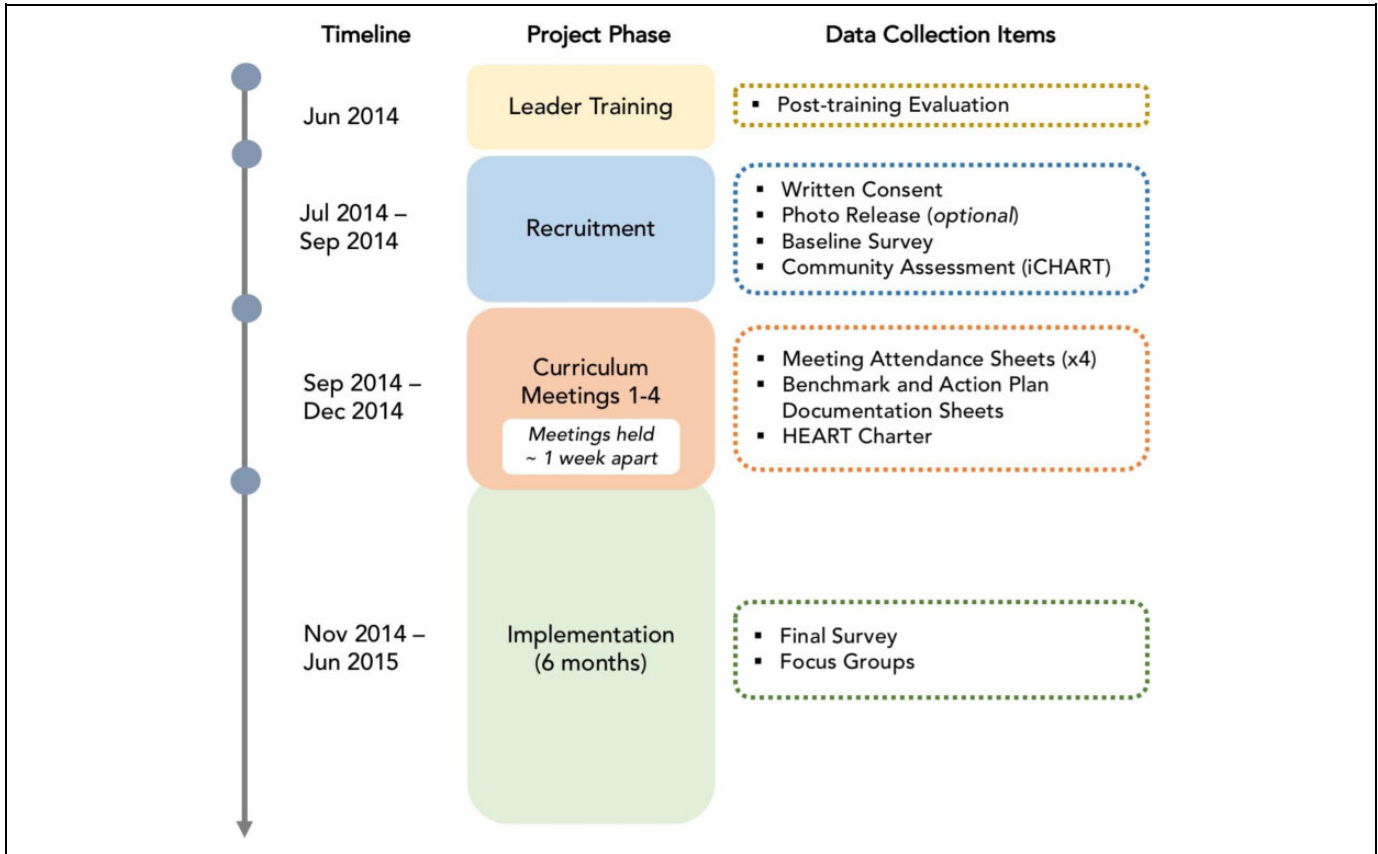 Timeline Project Phase Data Collection Items
Jun 2014
Leader Training
▪ Post-training Evaluation
Jul 2014 –
Sep 2014
Recruitment
▪ Written Consent
▪ Photo Release (optional)
▪ Baseline Survey
▪ Community Assessment (iCHART)
Sep 2014 –
Dec 2014
Curriculum
Meetings 1-4
Meetings held
~ 1 week apart
▪ Meeting Attendance Sheets (x4)
▪ Benchmark and Action Plan
Documentation Sheets
▪ HEART Charter
Nov 2014 –
Jun 2015
Implementation
(6 months)
▪ Final Survey
▪ Focus Groups